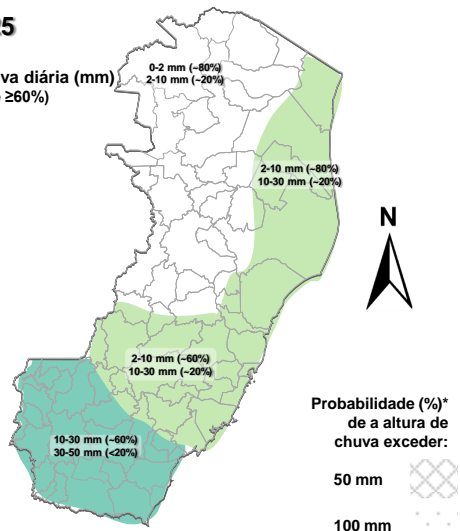 25
va diária (mm)
e ≥60%)
0-2 mm (~80%)
2-10 mm (~20%)
2-10 mm (~80%)
10-30 mm (~20%)
N
2-10 mm (~60%)
10-30 mm (~20%)
10-30 mm (~60%)
30-50 mm (<20%)
Probabilidade (%)*
de a altura de
chuva exceder:
50 mm
100 mm